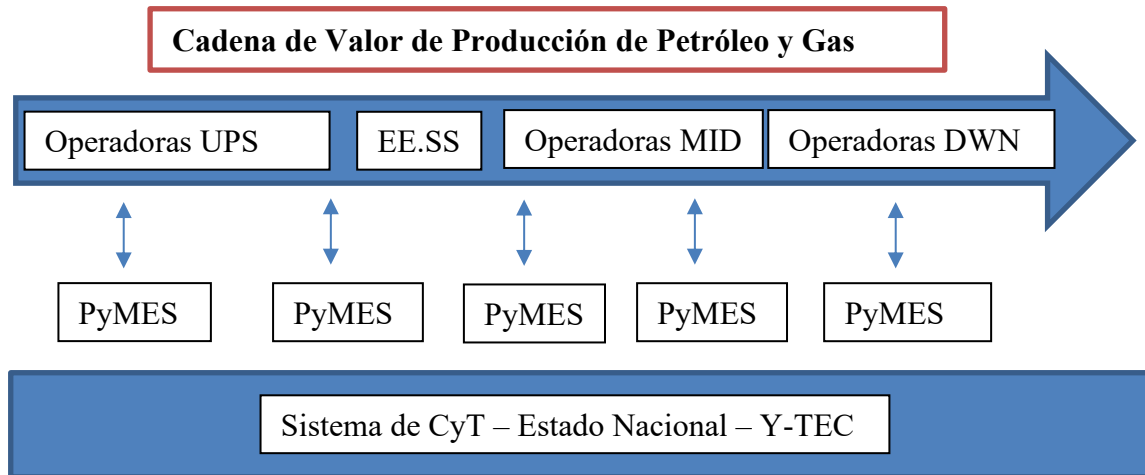 Cadena de Valor de Producción de Petróleo y Gas
Operadoras UPS
EE.SS
Operadoras MID
Operadoras DWN
PyMES
PyMES
PyMES
PyMES
PyMES
Sistema de CyT – Estado Nacional – Y-TEC